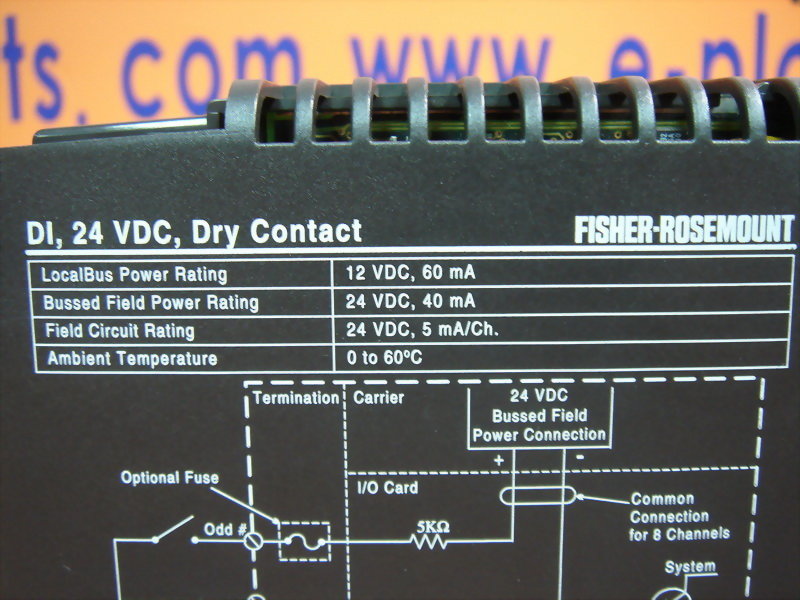 ts.com www.e-pla
DI, 24 VDC, Dry Contact FISHER-ROSEMOUNT
LocalBus Power Rating 12 VDC, 60 mA
Bussed Field Power Rating 24 VDC, 40 mA
Field Circuit Rating 24 VDC, 5 mA/Ch.
Ambient Temperature 0 to 60ºC
Termination Carrier
24 VDC
Bussed Field
Power Connection
+ -
Optional Fuse
I/O Card
Common
Connection
for 8 Channels
Odd #
5KΩ
System